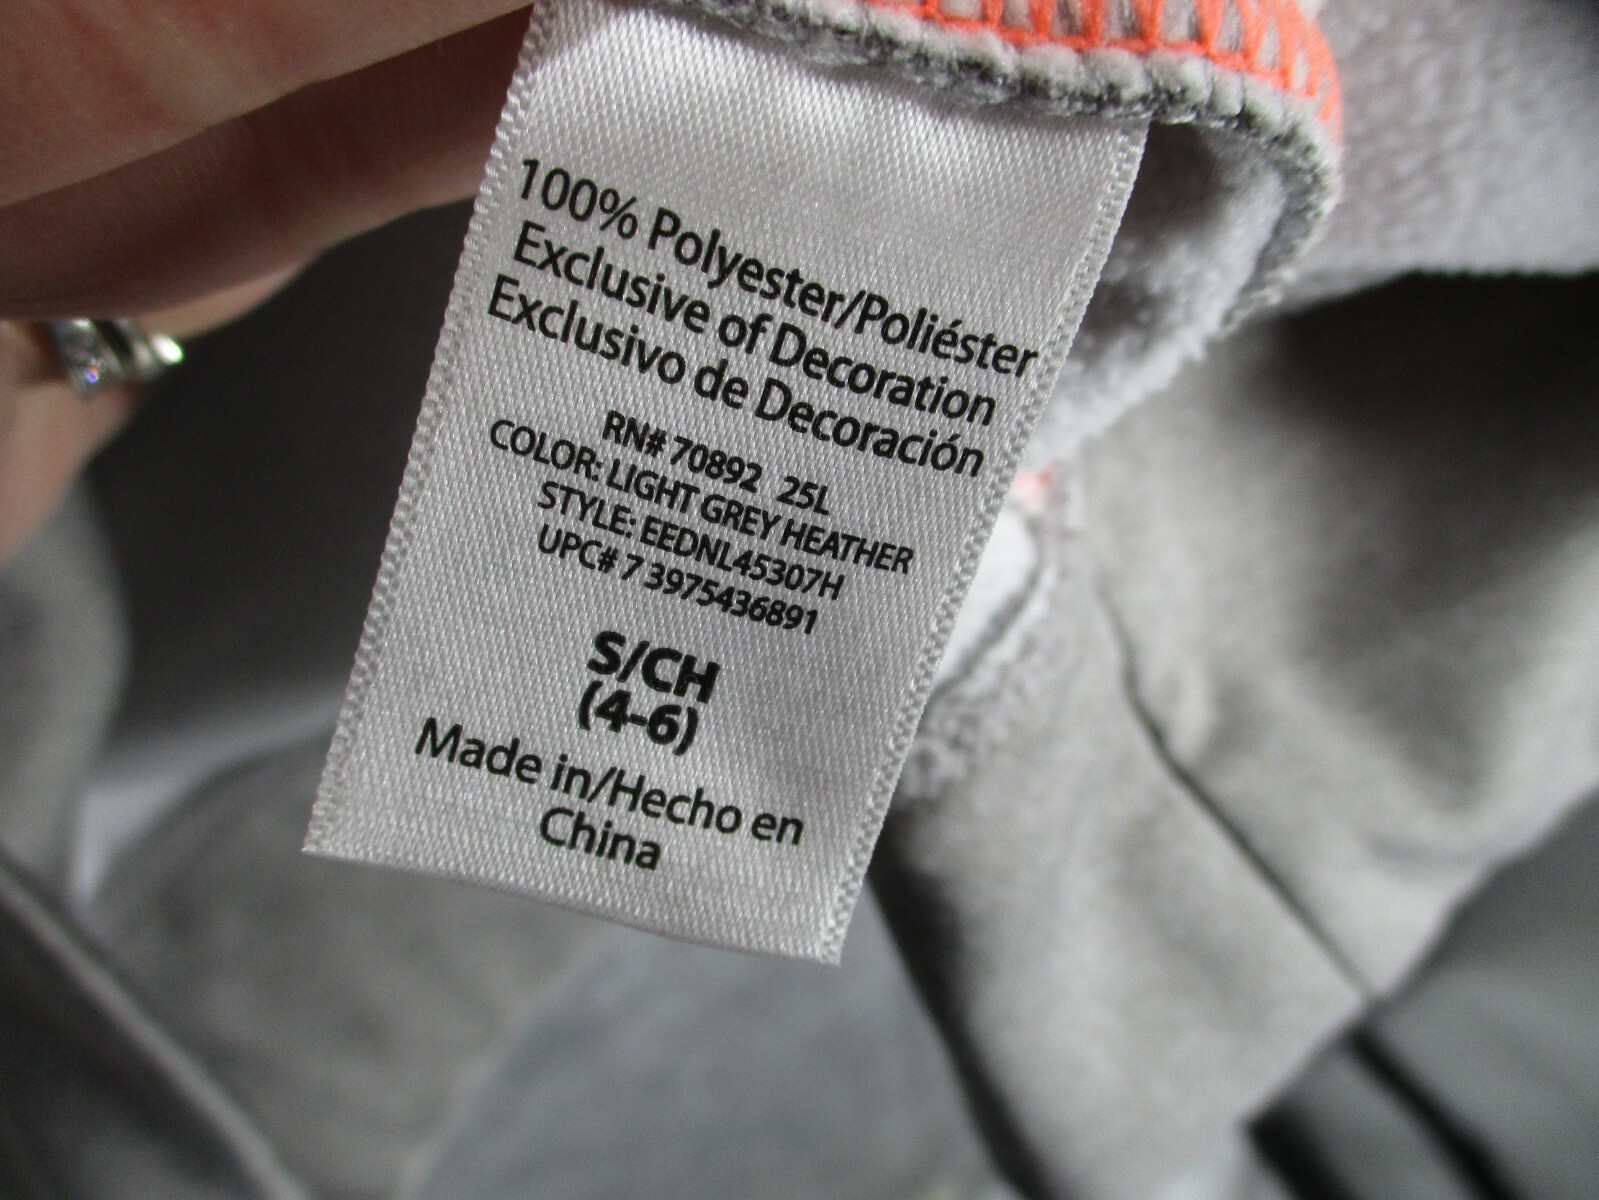 100% Polyester/Poliéster
Exclusive of Decoration
Exclusivo de Decoración
RN# 70892 25L
COLOR: LIGHT GREY HEATHER
STYLE: EEDNL45307H
UPC# 7 3975436891
S/CH
(4-6)
Made in/Hecho en
China